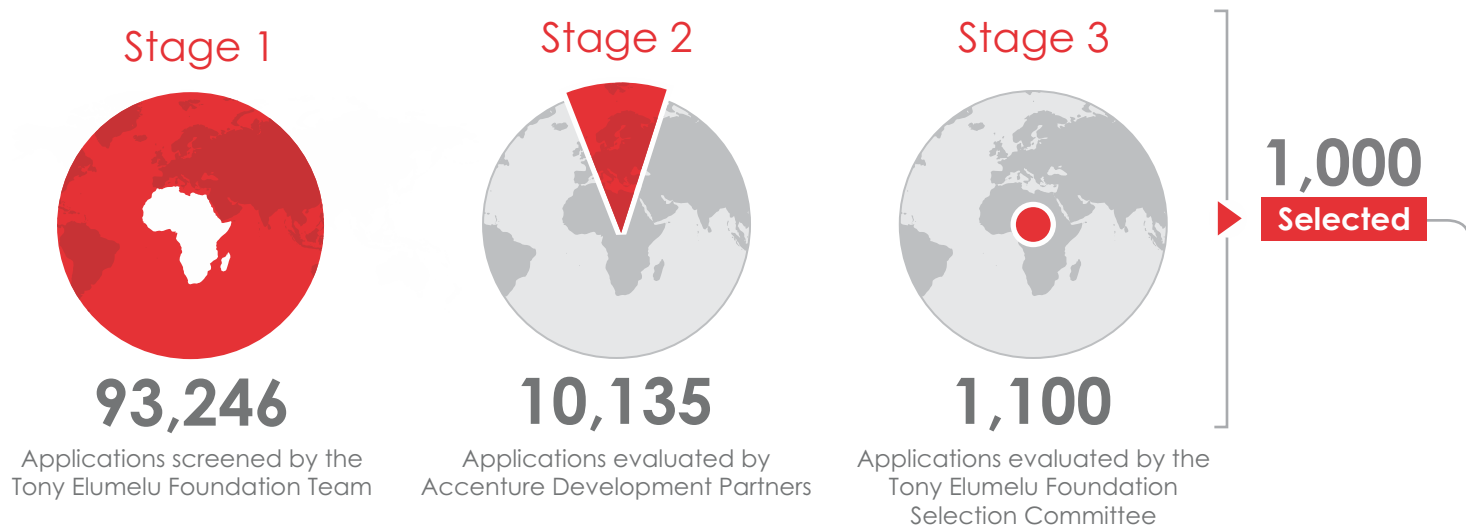 Stage 1
93,246
Applications screened by the
Tony Elumelu Foundation Team
Stage 2
10,135
Applications evaluated by
Accenture Development Partners
Stage 3
1,100
Applications evaluated by the
Tony Elumelu Foundation
Selection Committee
1,000
Selected